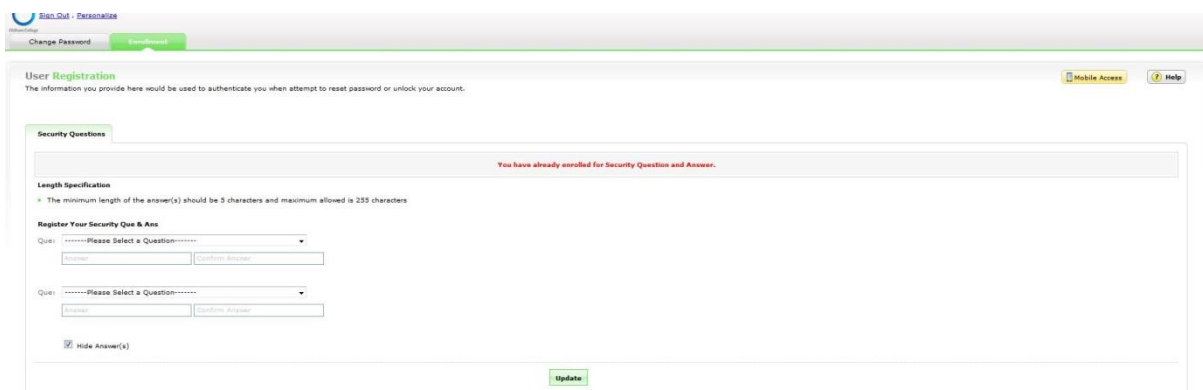 Sign Out . Personalize
Change Password Enrollment
User Registration
Mobile Access ? Help
The information you provide here would be used to authenticate you when attempt to reset password or unlock your account.
Security Questions
You have already enrolled for Security Question and Answer.
Length Specification
The minimum length of the answer(s) should be 5 characters and maximum allowed is 255 characters
Register Your Security Que & Ans
Que: -------Please Select a Question-------
Answer Confirm Answer
Que: -------Please Select a Question-------
Answer Confirm Answer
Hide Answer(s)
Update